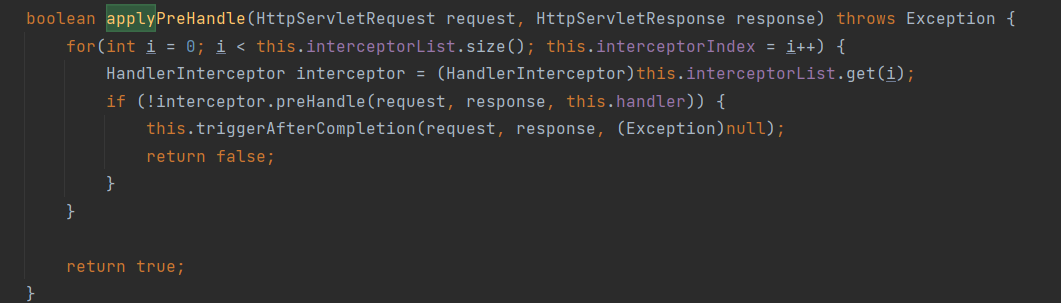 boolean applyPreHandle(HttpServletRequest request, HttpServletResponse response) throws Exception {
for(int i = 0; i < this.interceptorList.size(); this.interceptorIndex = i++) {
HandlerInterceptor interceptor = (HandlerInterceptor)this.interceptorList.get(i);
if (!interceptor.preHandle(request, response, this.handler)) {
this.triggerAfterCompletion(request, response, (Exception)null);
return false;
}
}
return true;
}